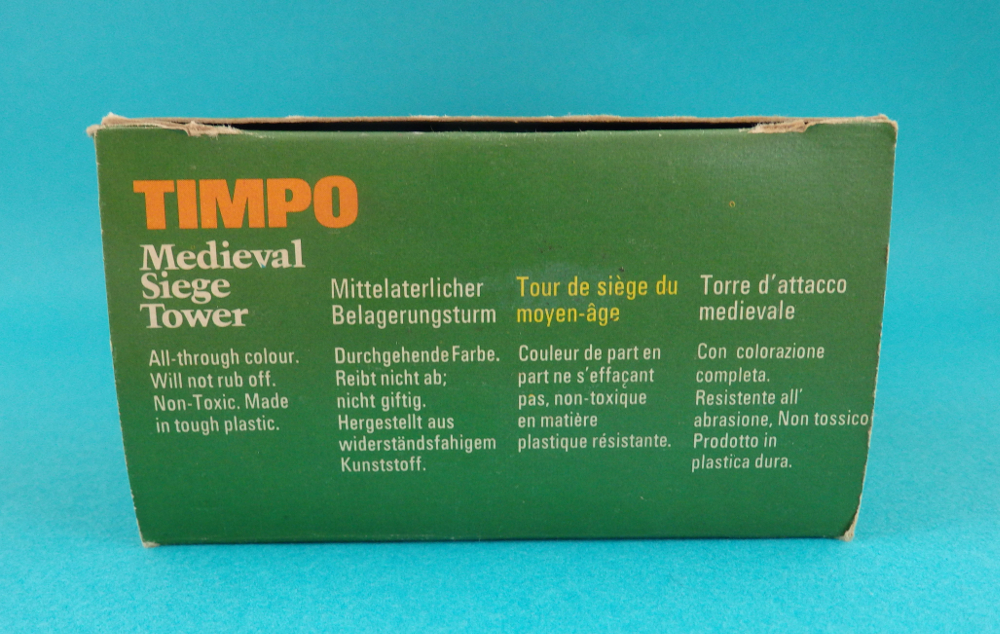 TIMPO
Medieval
Siege
Tower
All-through colour.
Will not rub off.
Non-Toxic. Made
in tough plastic.
Mittelaterlicher
Belagerungsturm
Durchgehende Farbe.
Reibt nicht ab;
nicht giftig.
Hergestellt aus
widerständsfahigem
Kunststoff.
Tour de siège du
moyen-âge
Couleur de part en
part ne s'effaçant
pas, non-toxique
en matière
plastique résistante.
Torre d'attacco
medievale
Con colorazione
completa.
Resistente all'
abrasione, Non tossico
Prodotto in
plastica dura.